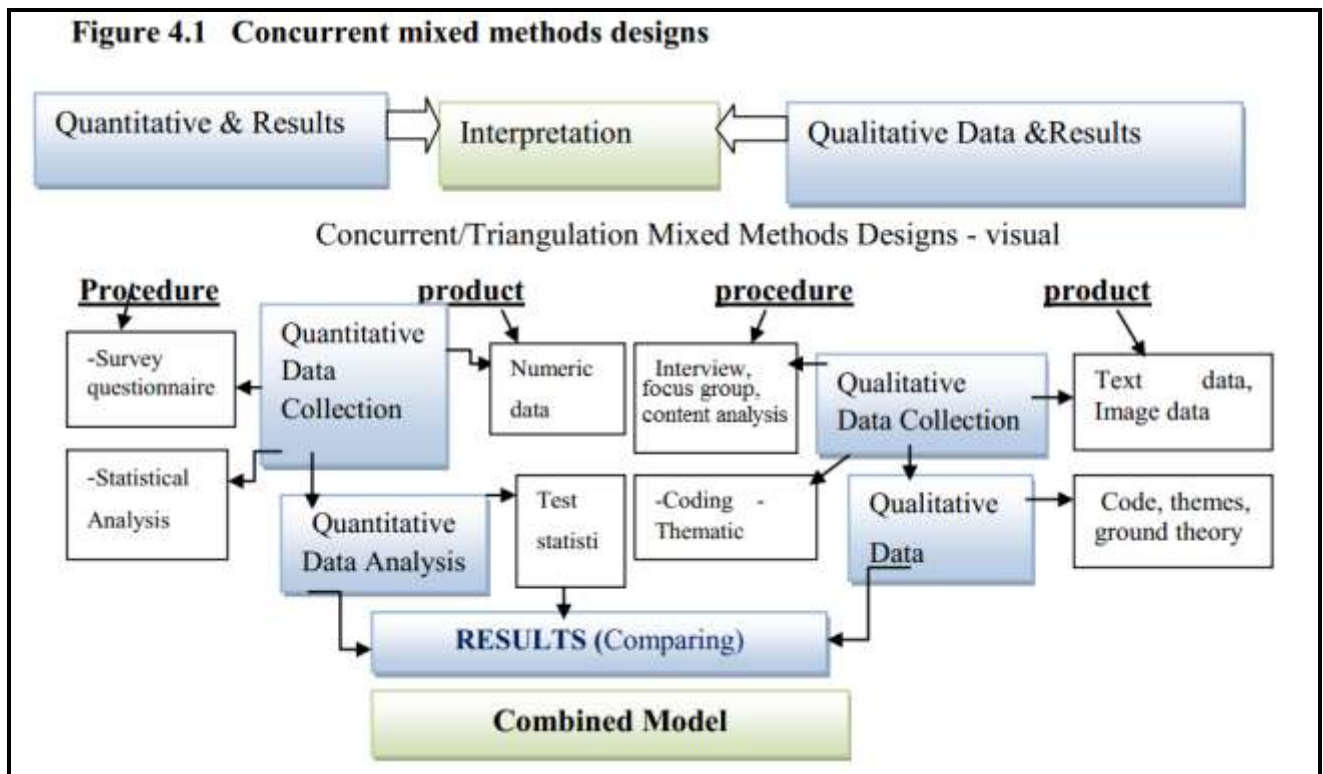 Figure 4.1 Concurrent mixed methods designs
Quantitative & Results
Interpretation
Qualitative Data &Results
Concurrent/Triangulation Mixed Methods Designs - visual
Procedure
product
procedure
product
-Survey
questionnaire
Quantitative
Data
Collection
Numeric
data
Interview,
focus group,
content analysis
Qualitative
Data Collection
Text data,
Image data
-Statistical
Analysis
Quantitative
Data Analysis
Test
statisti
-Coding -
Thematic
Qualitative
Data
Code, themes,
ground theory
RESULTS (Comparing)
Combined Model